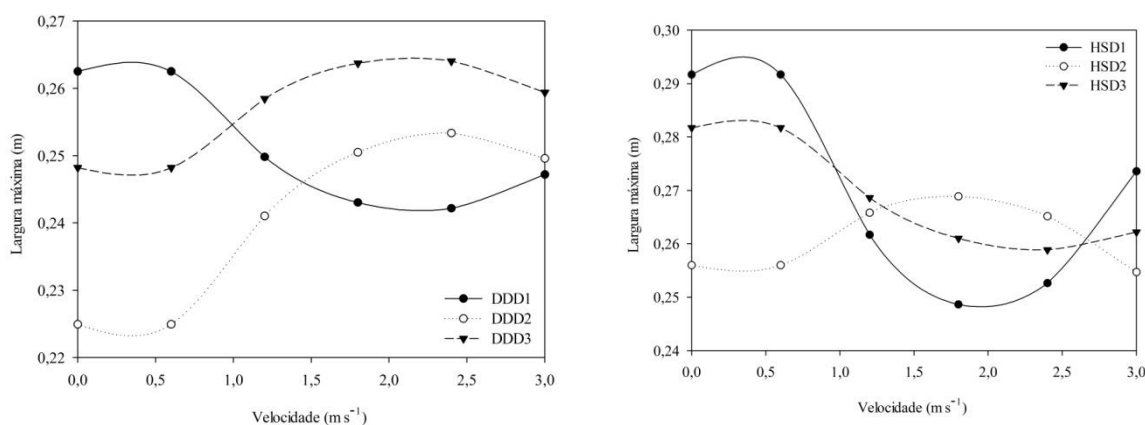 0,27
0,26
0,25
0,24
0,23
0,22
Largura máxima (m)
DDD1
DDD2
DDD3
0,0
0,5
1,0
1,5
2,0
2,5
3,0
Velocidade (m s⁻¹)
0,30
0,29
0,28
0,27
0,26
0,25
0,24
Largura máxima (m)
HSD1
HSD2
HSD3
0,0
0,5
1,0
1,5
2,0
2,5
3,0
Velocidade (m s⁻¹)